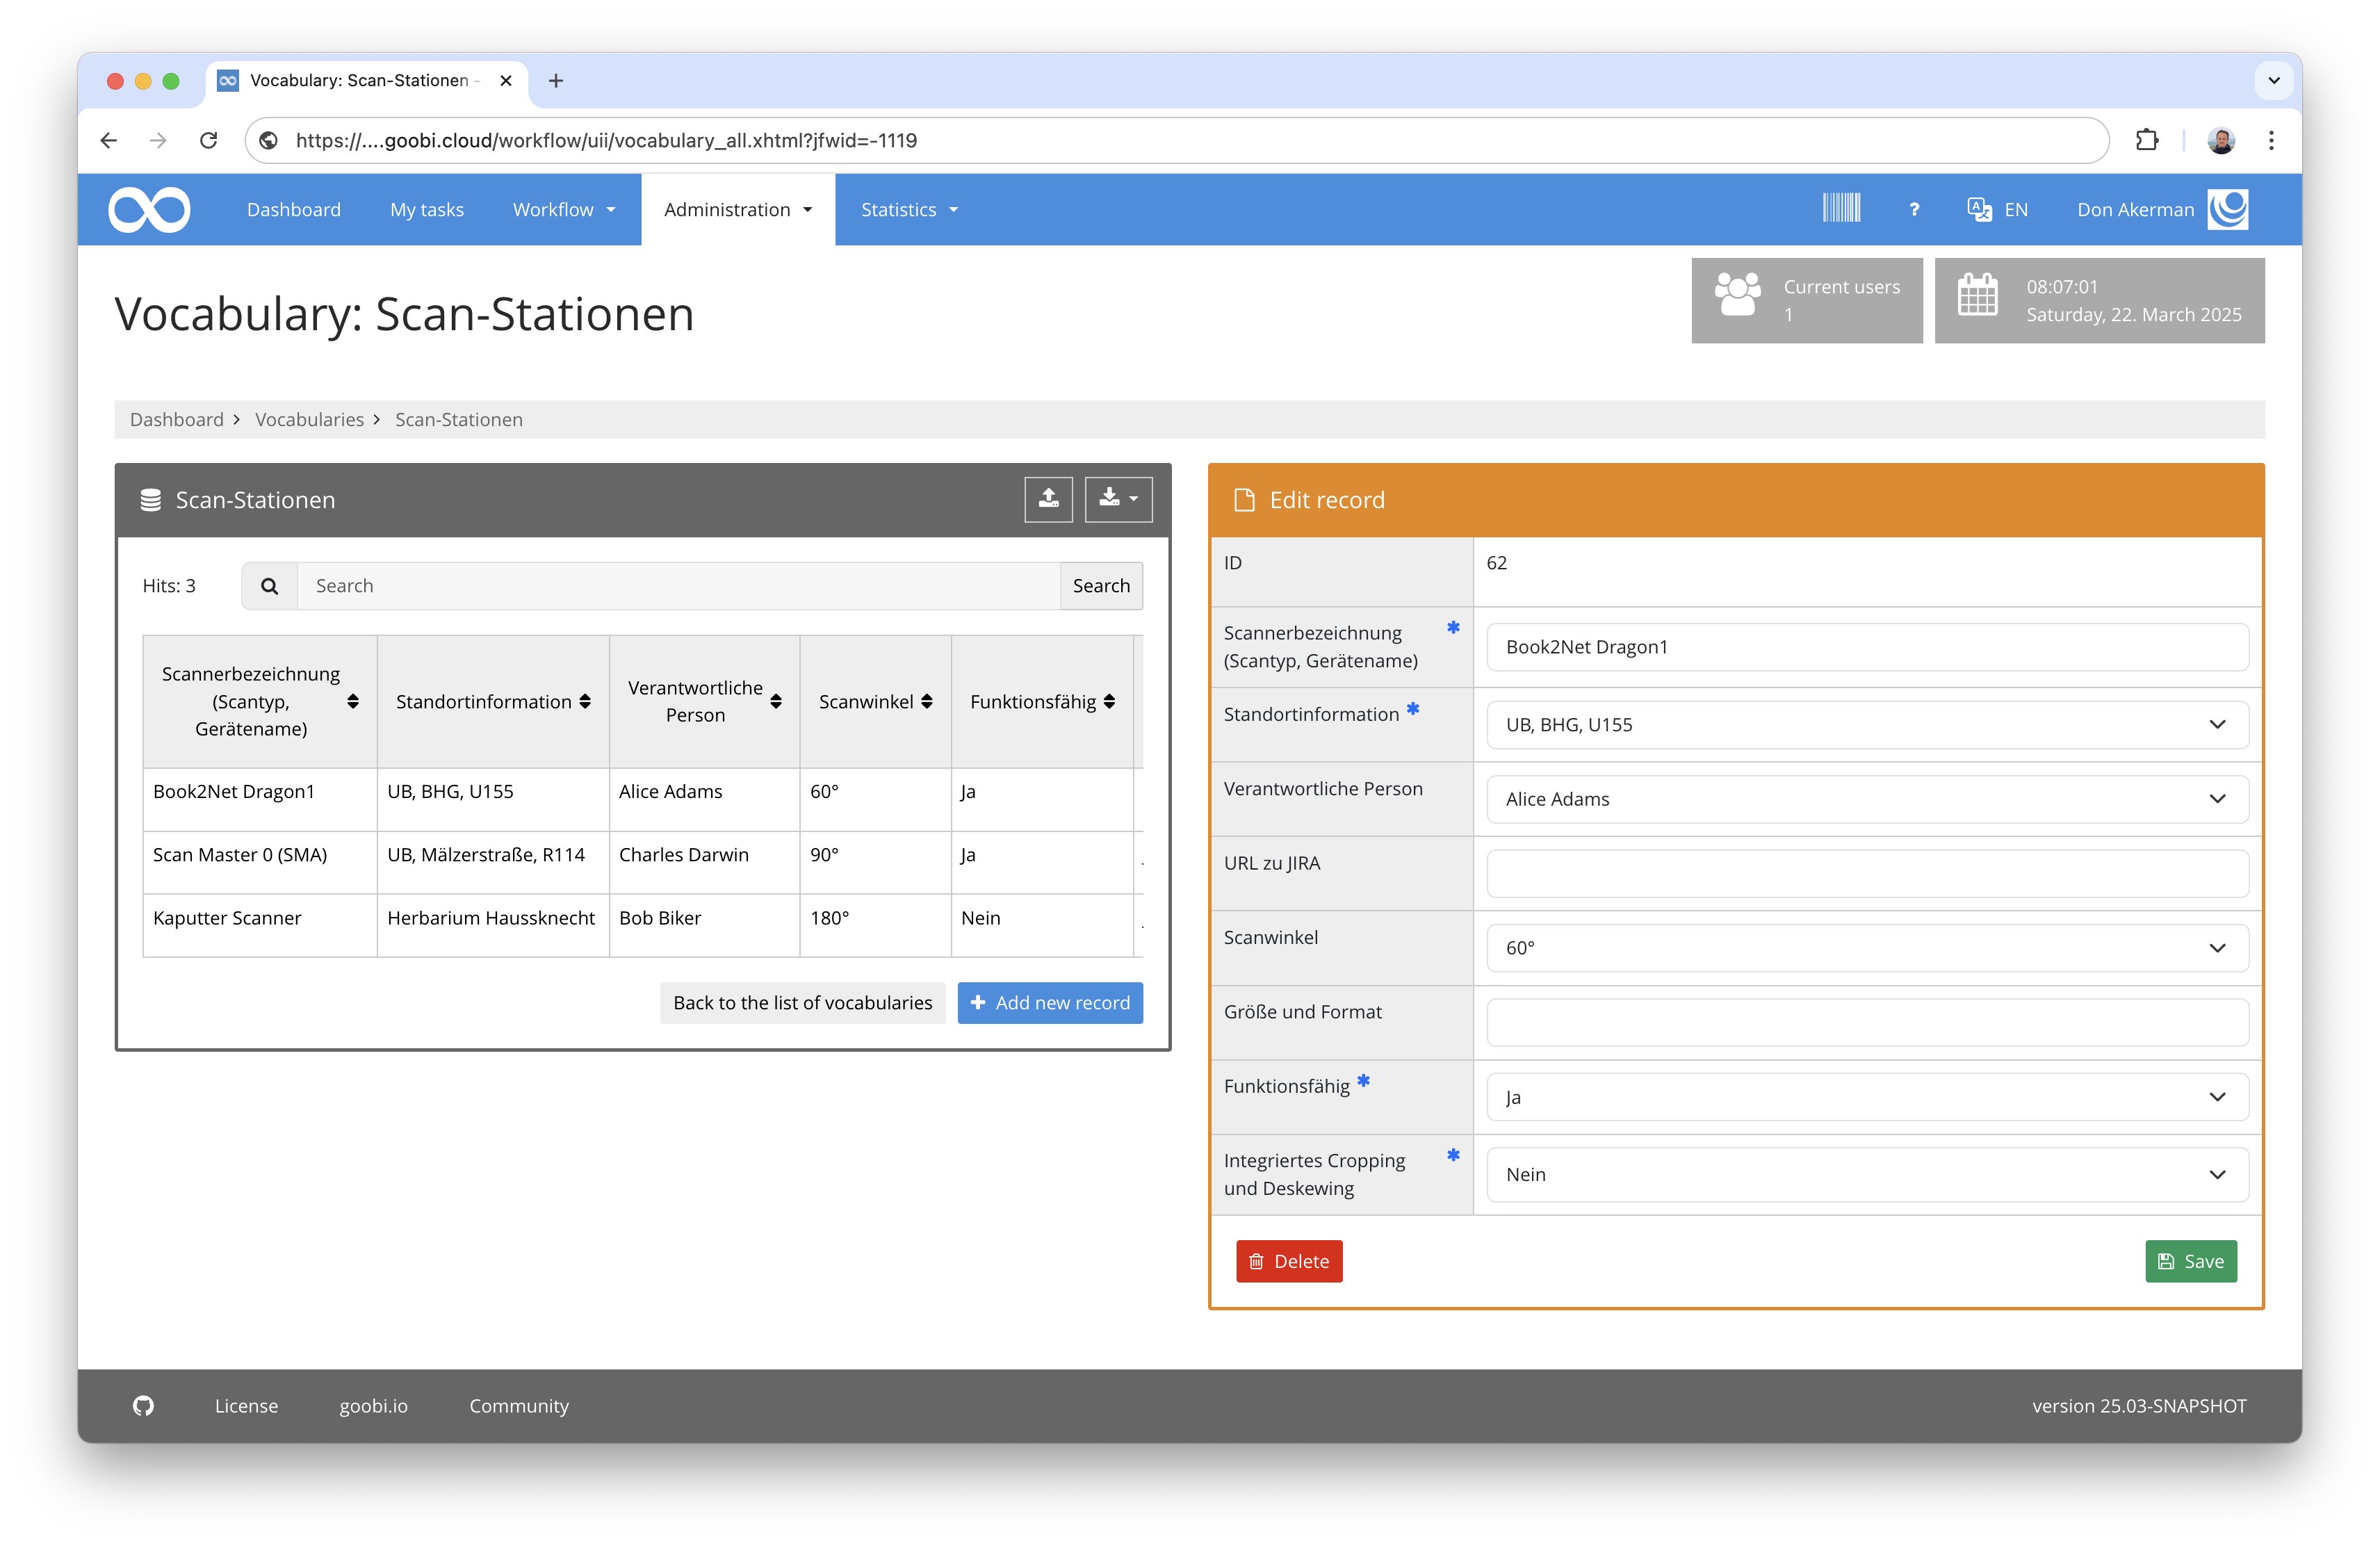 Vocabulary: Scan-Stationen -
https://....goobi.cloud/workflow/uii/vocabulary_all.xhtml?jfwid=-1119
Dashboard My tasks Workflow Administration Statistics ? EN Don Akerman
Vocabulary: Scan-Stationen
Current users
1
08:07:01
Saturday, 22. March 2025
Dashboard Vocabularies Scan-Stationen
Scan-Stationen
Hits: 3 Search Search
Scannerbezeichnung
(Scantyp,
Gerätename)
Standortinformation
Verantwortliche
Person
Scanwinkel
Funktionsfähig
Book2Net Dragon1 UB, BHG, U155 Alice Adams 60° Ja
Scan Master 0 (SMA) UB, Mälzerstraße, R114 Charles Darwin 90° Ja
Kaputter Scanner Herbarium Haussknecht Bob Biker 180° Nein
Back to the list of vocabularies + Add new record
Edit record
ID 62
Scannerbezeichnung *
(Scantyp, Gerätename)
Book2Net Dragon1
Standortinformation * UB, BHG, U155
Verantwortliche Person Alice Adams
URL zu JIRA
Scanwinkel 60°
Größe und Format
Funktionsfähig * Ja
Integriertes Cropping *
und Deskewing
Nein
Delete Save
License goobi.io Community version 25.03-SNAPSHOT